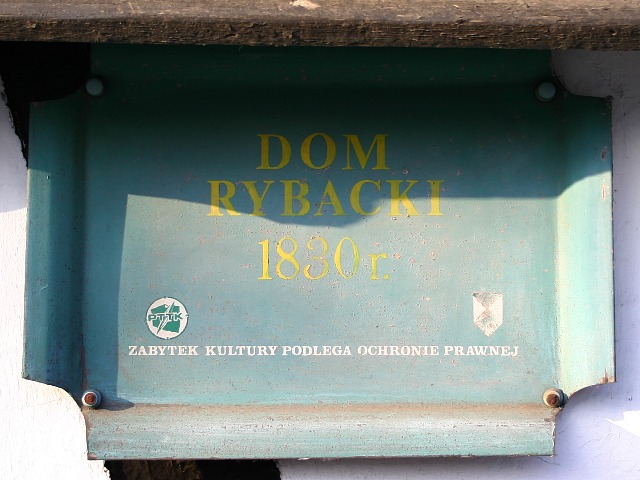 DOM
RYBACKI
1830 r.
PTTK
ZABYTEK KULTURY PODLEGA OCHRONIE PRAWNEJ